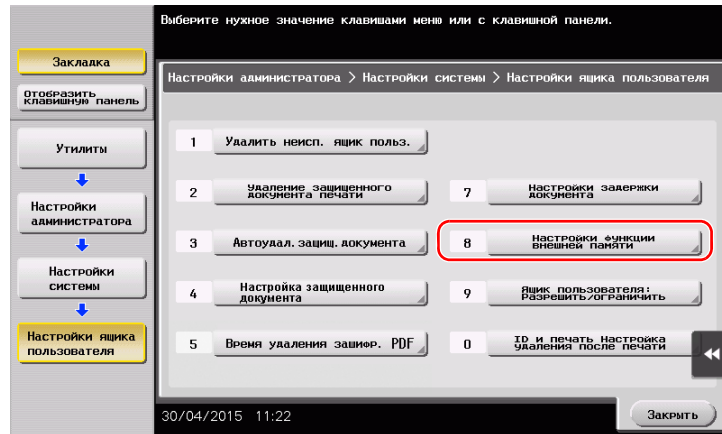 Выберите нужное значение клавишами меню или с клавишной панели.
Закладка
Отобразить
клавишную панель
Настройки администратора > Настройки системы > Настройки ящика пользователя
Утилиты
Настройки
администратора
Настройки
системы
Настройки ящика
пользователя
1 Удалить неисп. ящик польз.
2 Удаление защищенного
документа печати
3 Автоудал. защищ. документа
4 Настройка защищенного
документа
5 Время удаления зашифр. PDF
7 Настройки задержки
документа
8 Настройки функции
внешней памяти
9 Ящик пользователя:
Разрешить/ограничить
0 ID и печать Настройка
удаления после печати
30/04/2015 11:22
Закрыть